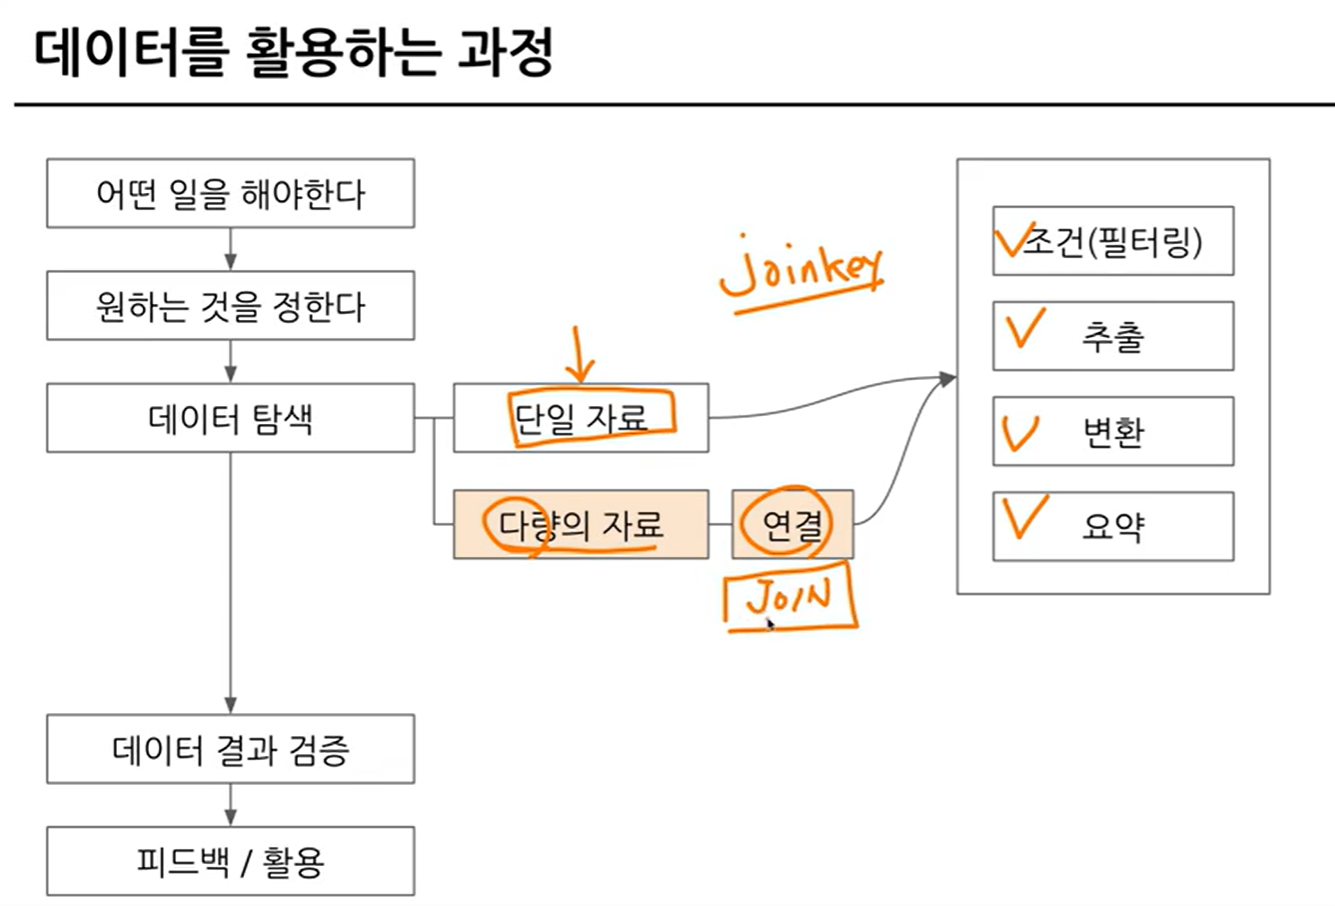 데이터를 활용하는 과정
어떤 일을 해야한다
원하는 것을 정한다
데이터 탐색
단일 자료
다량의 자료
연결
JOIN
Joinkey
조건(필터링)
추출
변환
요약
데이터 결과 검증
피드백 / 활용